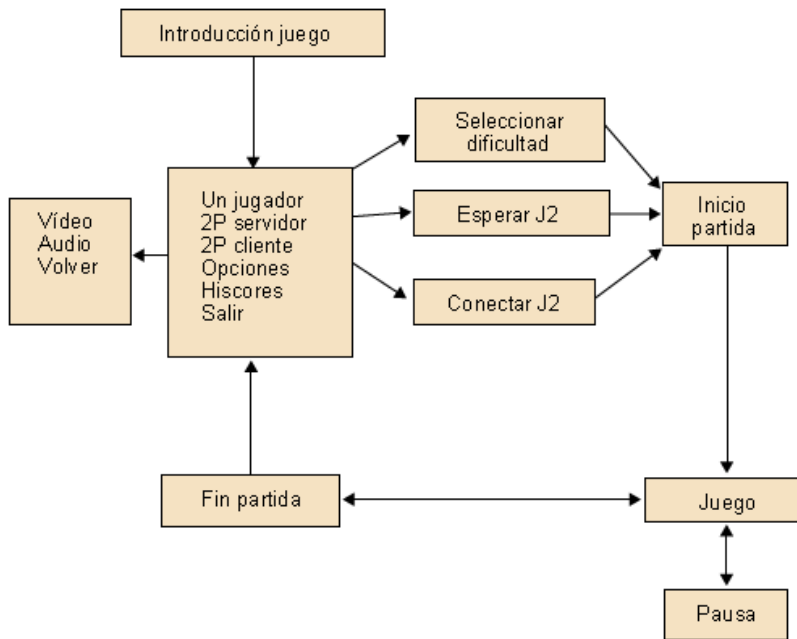 Introducción juego
Seleccionar
dificultad
Un jugador
2P servidor
2P cliente
Opciones
Hiscores
Salir
Vídeo
Audio
Volver
Esperar J2
Inicio
partida
Conectar J2
Fin partida
Juego
Pausa